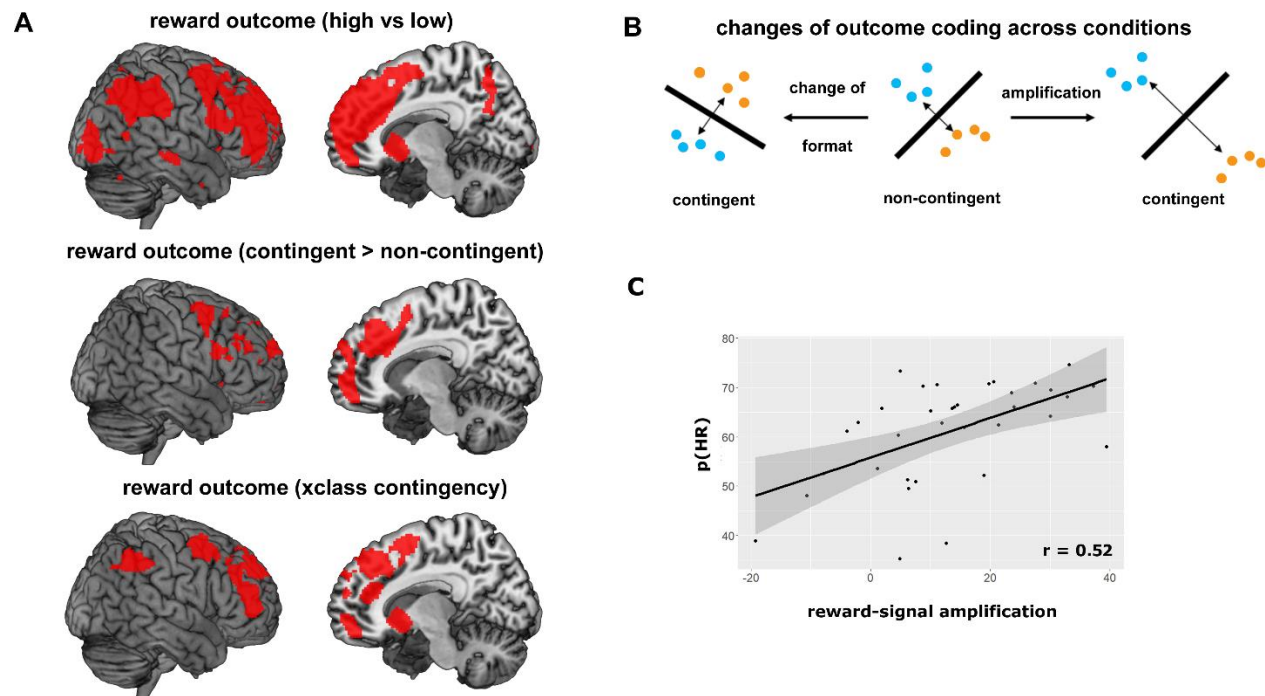 A
reward outcome (high vs low)
reward outcome (contingent > non-contingent)
reward outcome (xclass contingency)
B
changes of outcome coding across conditions
change of
format
amplification
contingent
non-contingent
contingent
C
80
70
60
50
40
p(HR)
r = 0.52
-20
0
20
40
reward-signal amplification